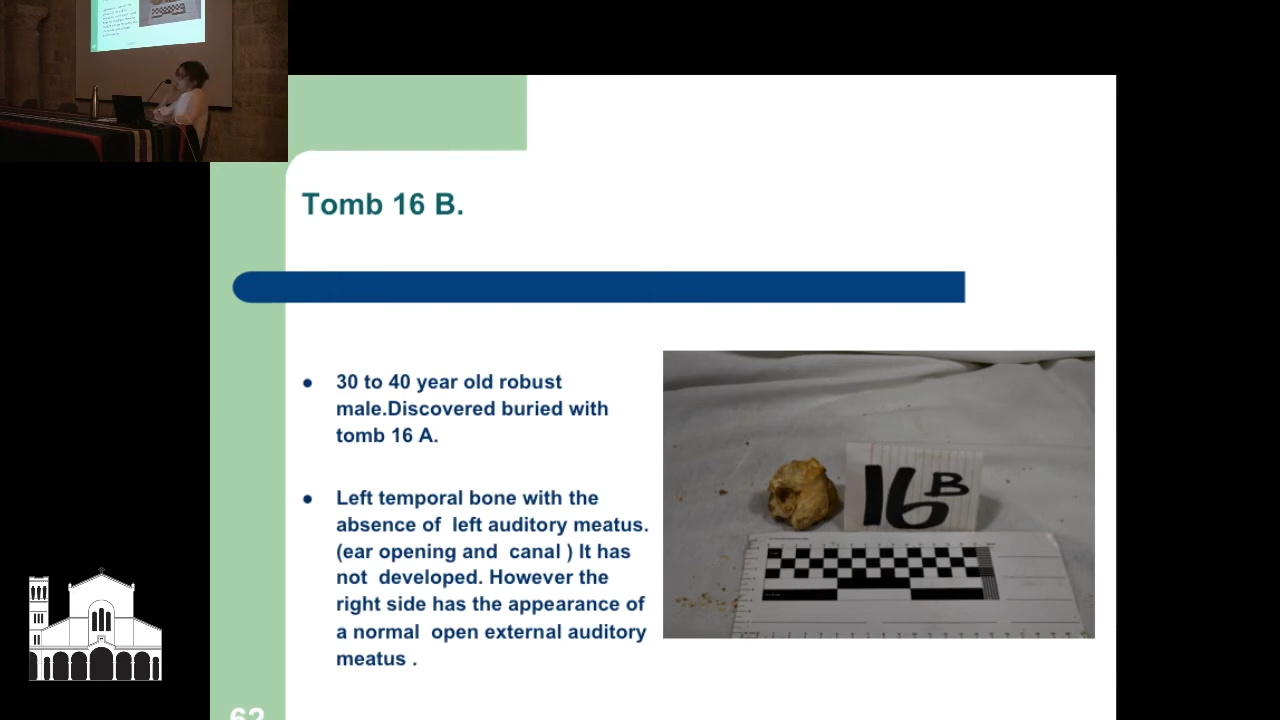 Tomb 16 B.
30 to 40 year old robust
male.Discovered buried with
tomb 16 A.
Left temporal bone with the
absence of left auditory meatus.
(ear opening and canal ) It has
not developed. However the
right side has the appearance of
a normal open external auditory
meatus .
16 B
62